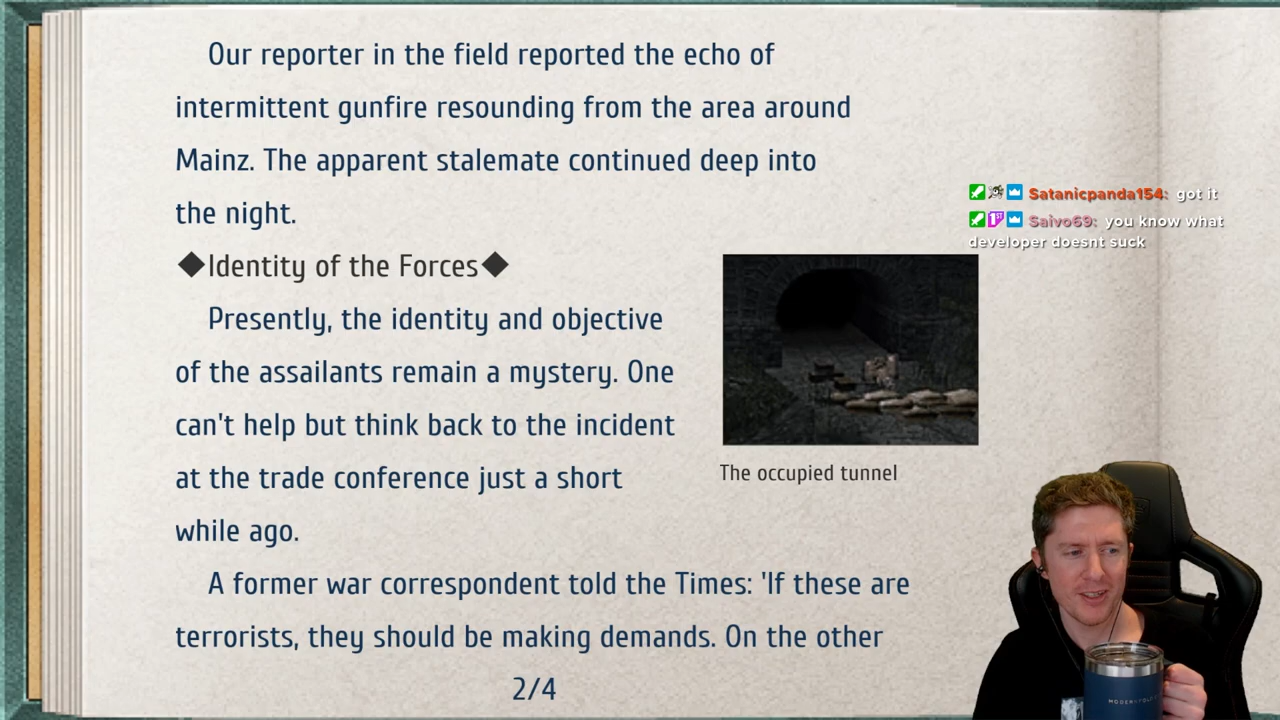 Our reporter in the field reported the echo of
intermittent gunfire resounding from the area around
Mainz. The apparent stalemate continued deep into
the night.
◆Identity of the Forces◆
Presently, the identity and objective
of the assailants remain a mystery. One
can't help but think back to the incident
at the trade conference just a short
while ago.
The occupied tunnel
A former war correspondent told the Times: 'If these are
terrorists, they should be making demands. On the other
2/4
Satanicpanda154: got it
1ST Saivo69: you know what
developer doesnt suck